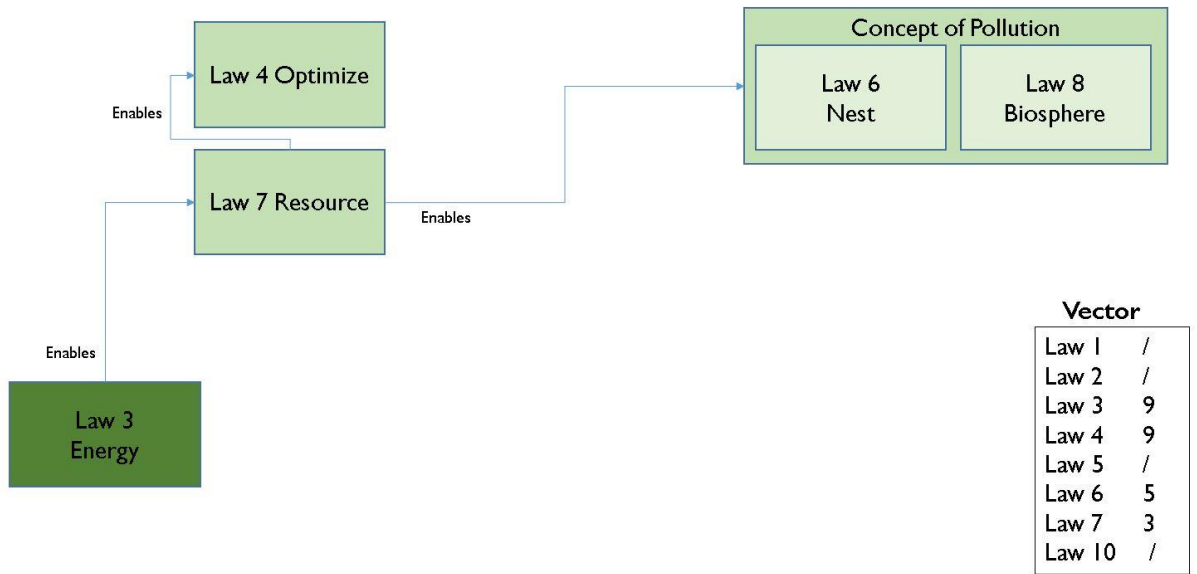 Concept of Pollution
Law 4 Optimize
Law 6
Nest
Law 8
Biosphere
Enables
Law 7 Resource
Enables
Enables
Law 3
Energy
Vector
Law 1 /
Law 2 /
Law 3 9
Law 4 9
Law 5 /
Law 6 5
Law 7 3
Law 10 /